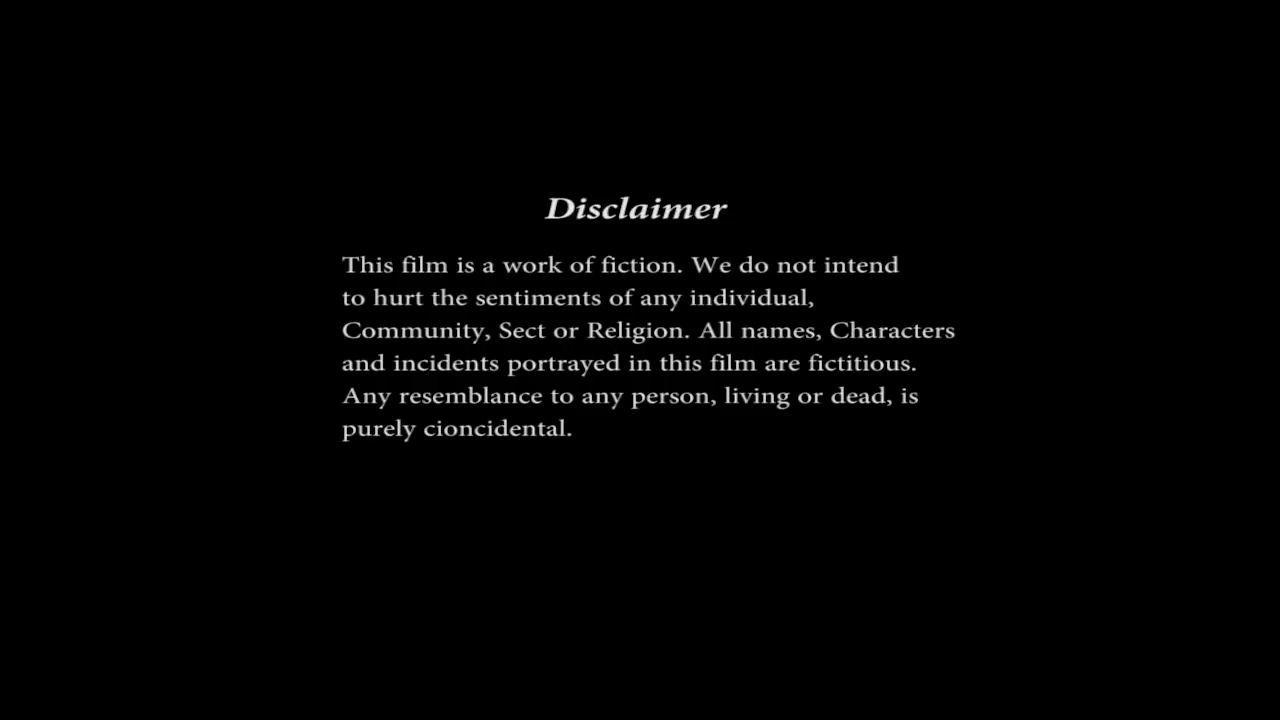 Disclaimer
This film is a work of fiction. We do not intend
to hurt the sentiments of any individual,
Community, Sect or Religion. All names, Characters
and incidents portrayed in this film are fictitious.
Any resemblance to any person, living or dead, is
purely cioncidental.